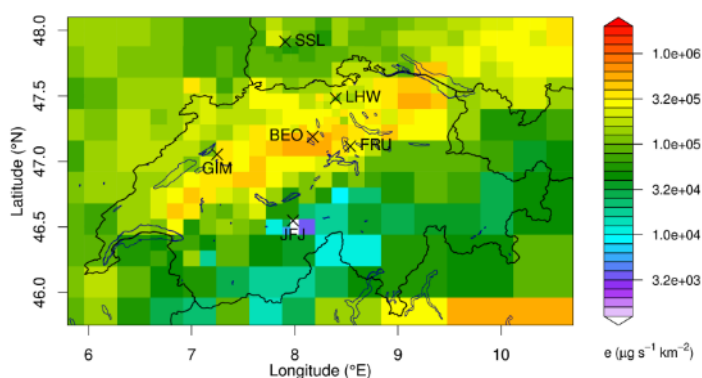 48.0
47.5
47.0
46.5
46.0
Latitude (°N)
SSL
LHW
BEO
FRU
GIM
JFJ
6
7
8
9
10
Longitude (°E)
1.0e+06
3.2e+05
1.0e+05
3.2e+04
1.0e+04
3.2e+03
e (μg s⁻¹ km⁻²)